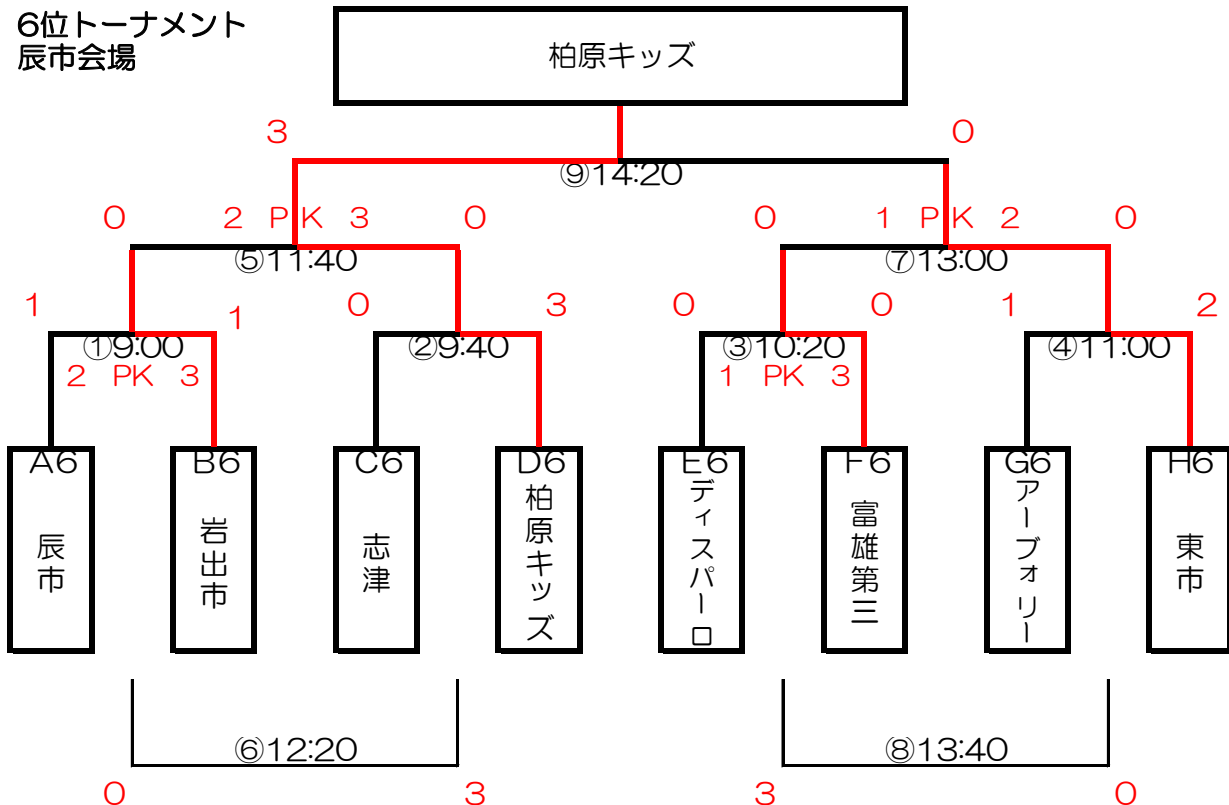 6位トーナメント
辰市会場
柏原キッズ
3 0
⑨14:20
0 2 PK 3 0 0 1 PK 2 0
⑤11:40 ⑦13:00
1 1 0 3 0 0 1 2
①9:00 ②9:40 ③10:20 ④11:00
2 PK 3 1 PK 3
A6 B6 C6 D6 E6 F6 G6 H6
辰市
岩出市
志津
柏原キッズ
ディスパーロ
富雄第三
アーブォリー
東市
⑥12:20 ⑧13:40
0 3 3 0